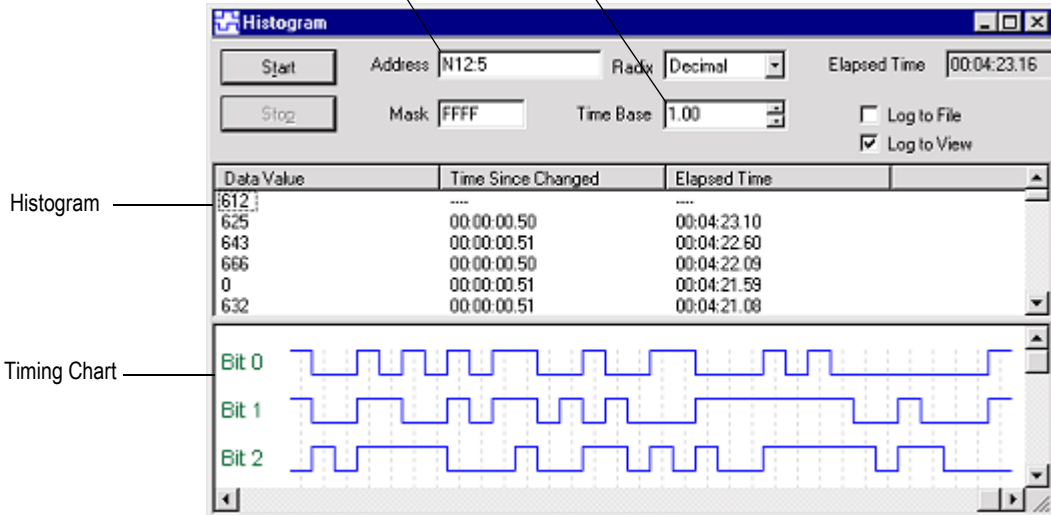 Histogram
Start Address N12:5 Radix Decimal Elapsed Time 00:04:23.16
Stop Mask FFFF Time Base 1.00 Log to File
Log to View
Data Value Time Since Changed Elapsed Time
Histogram 612 ---- ----
625 00:00:00.50 00:04:23.10
643 00:00:00.51 00:04:22.60
666 00:00:00.50 00:04:22.09
0 00:00:00.51 00:04:21.59
632 00:00:00.51 00:04:21.08
Bit 0
Timing Chart
Bit 1
Bit 2